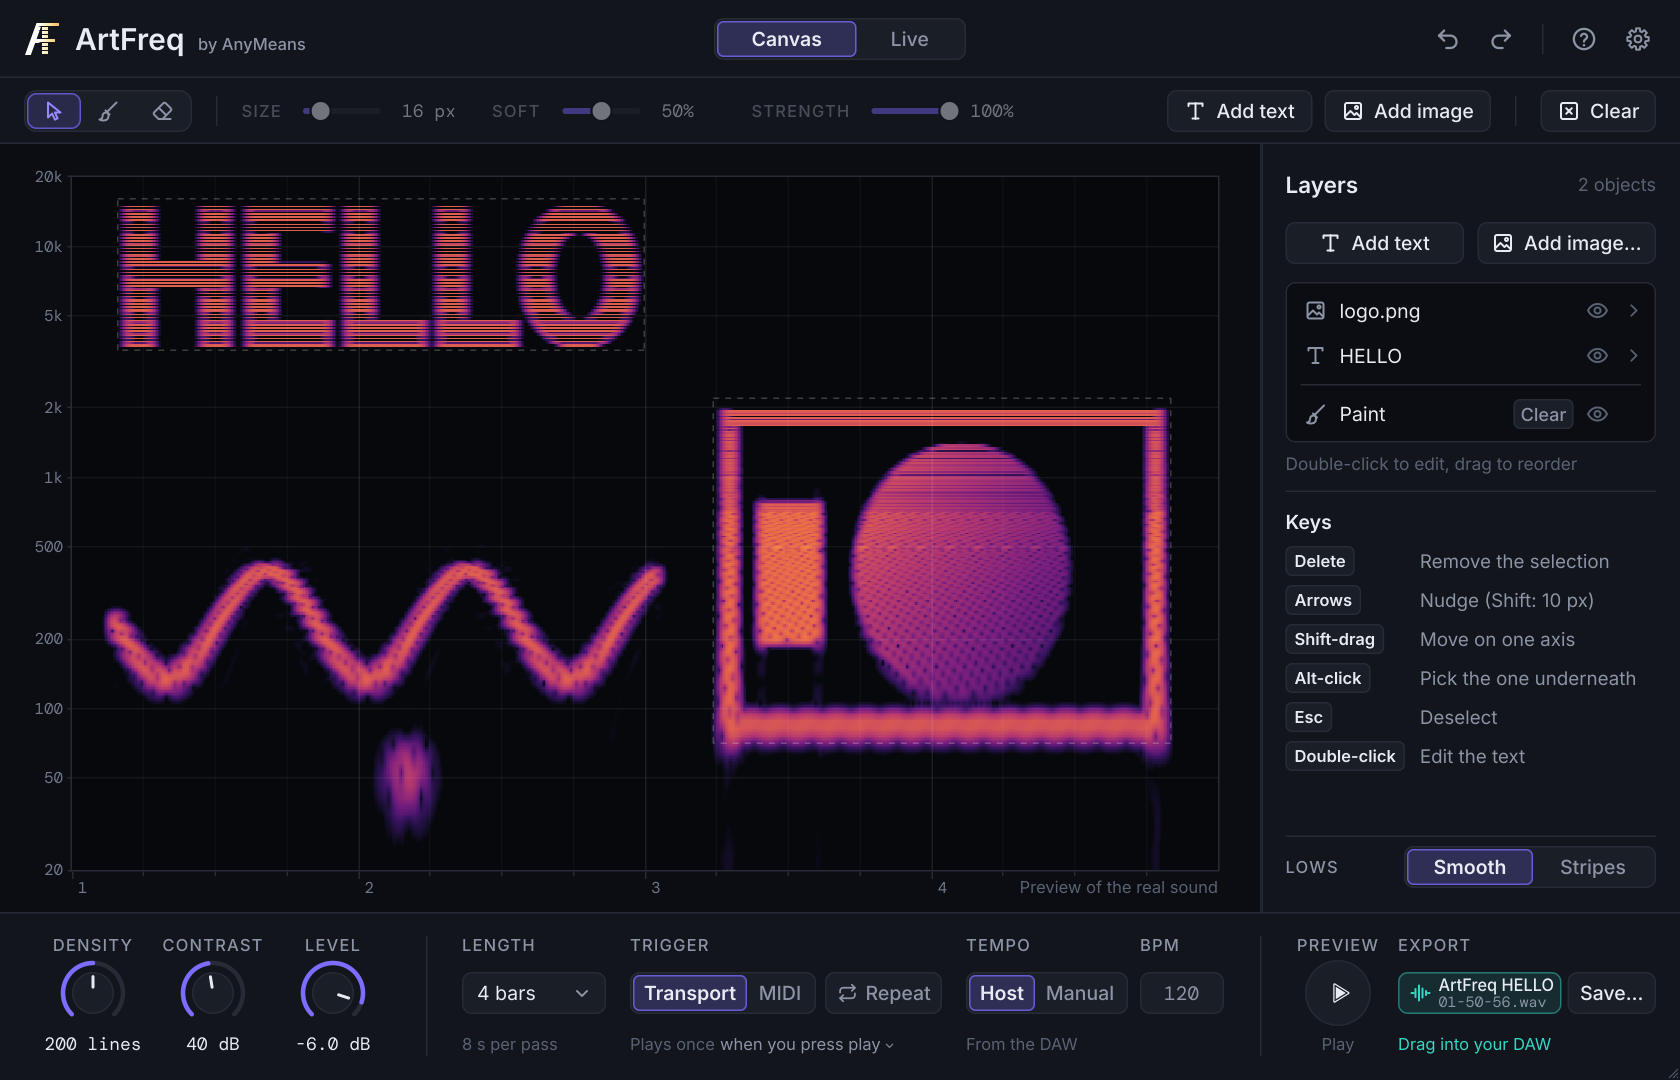 ArtFreq by AnyMeans
Canvas Live
SIZE 16 px SOFT 50% STRENGTH 100%
Add text Add image Clear
20k
10k
5k
2k
1k
500
200
100
50
20
1 2 3 4
HELLO
Preview of the real sound
Layers 2 objects
Add text Add image...
logo.png
HELLO
Paint Clear
Double-click to edit, drag to reorder
Keys
Delete Remove the selection
Arrows Nudge (Shift: 10 px)
Shift-drag Move on one axis
Alt-click Pick the one underneath
Esc Deselect
Double-click Edit the text
LOWS Smooth Stripes
DENSITY CONTRAST LEVEL
200 lines 40 dB -6.0 dB
LENGTH
4 bars
8 s per pass
TRIGGER
Transport MIDI Repeat
Plays once when you press play
TEMPO
Host Manual
From the DAW
BPM
120
PREVIEW
Play
EXPORT
ArtFreq HELLO
01-50-56.wav
Save...
Drag into your DAW